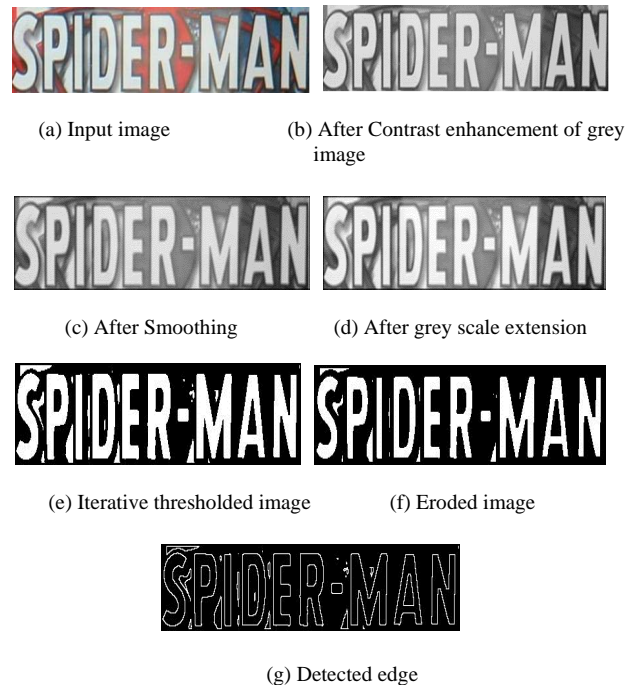 SPIDER-MAN SPIDER-MAN
(a) Input image (b) After Contrast enhancement of grey
image
SPIDER-MAN SPIDER-MAN
(c) After Smoothing (d) After grey scale extension
SPIDER-MAN SPIDER-MAN
(e) Iterative thresholded image (f) Eroded image
SPIDER-MAN
(g) Detected edge